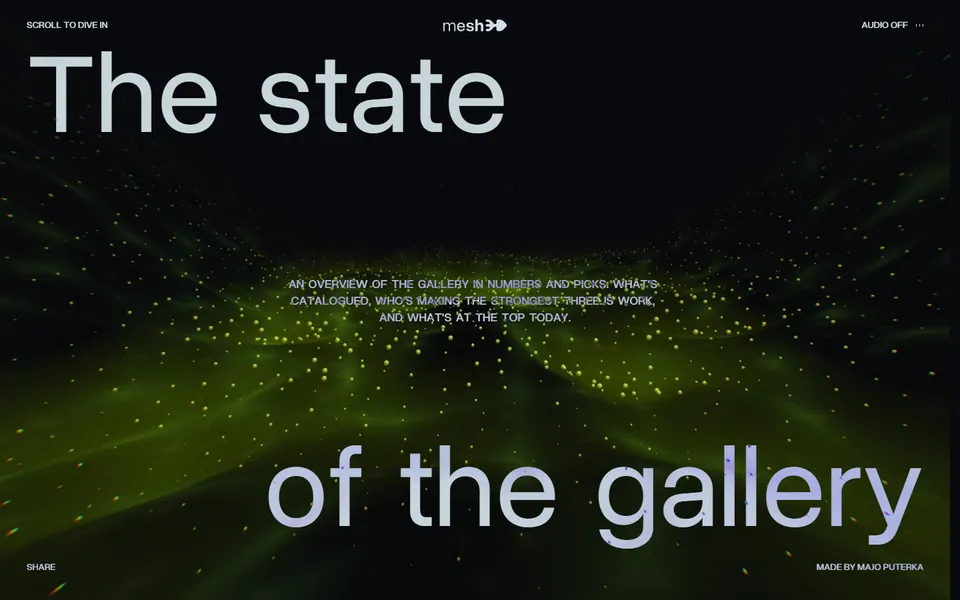 SCROLL TO DIVE IN
mesh
AUDIO OFF
The state
AN OVERVIEW OF THE GALLERY IN NUMBERS AND PICKS: WHAT'S
CATALOGUED, WHO'S MAKING THE STRONGEST THREE.JS WORK,
AND WHAT'S AT THE TOP TODAY.
of the gallery
SHARE
MADE BY MAJO PUTERKA